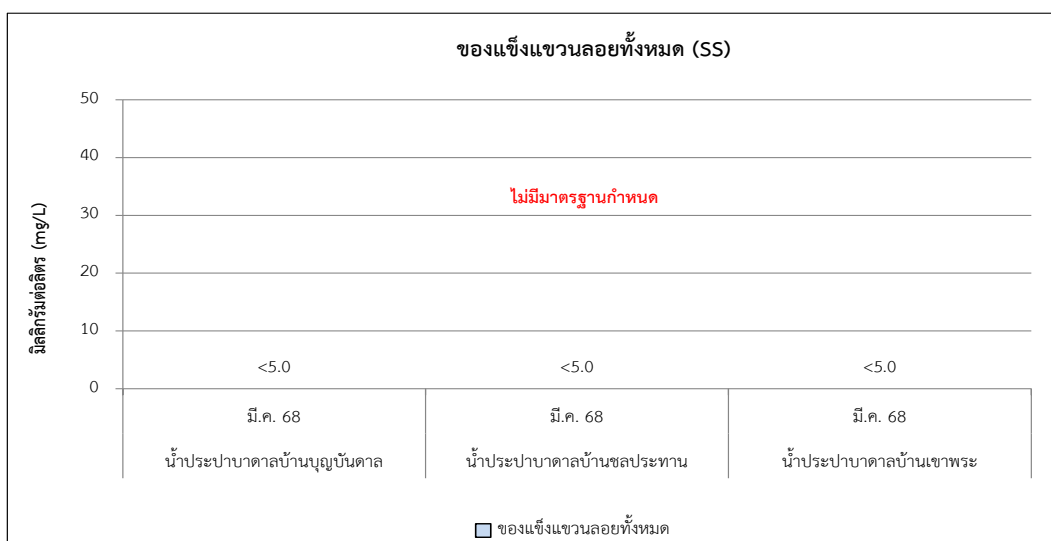 ของแข็งแขวนลอยทั้งหมด (SS)
มิลลิกรัมต่อลิตร (mg/L)
50
40
30
20
10
0
ไม่มีมาตรฐานกำหนด
<5.0 <5.0 <5.0
มี.ค. 68 มี.ค. 68 มี.ค. 68
น้ำประปาบาดาลบ้านบุญบันดาล น้ำประปาบาดาลบ้านชลประทาน น้ำประปาบาดาลบ้านเขาพระ
ของแข็งแขวนลอยทั้งหมด